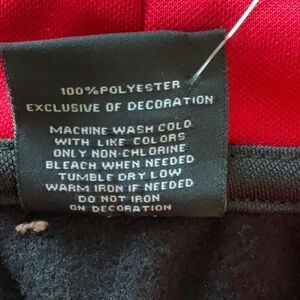 100%POLYESTER
EXCLUSIVE OF DECORATION
MACHINE WASH COLD
WITH LIKE COLORS
ONLY NON-CHLORINE
BLEACH WHEN NEEDED
TUMBLE DRY LOW
WARM IRON IF NEEDED
DO NOT IRON
ON DECORATION